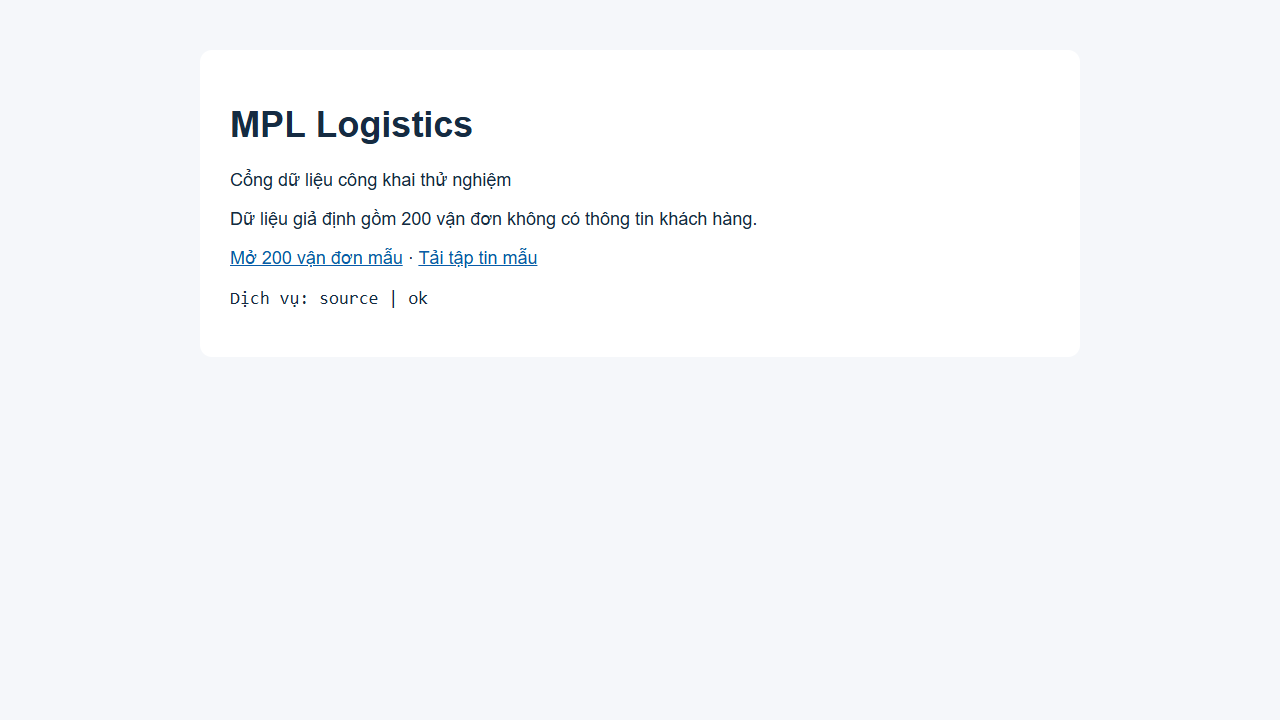 MPL Logistics
Cổng dữ liệu công khai thử nghiệm
Dữ liệu giả định gồm 200 vận đơn không có thông tin khách hàng.
Mở 200 vận đơn mẫu · Tải tập tin mẫu
Dịch vụ: source | ok